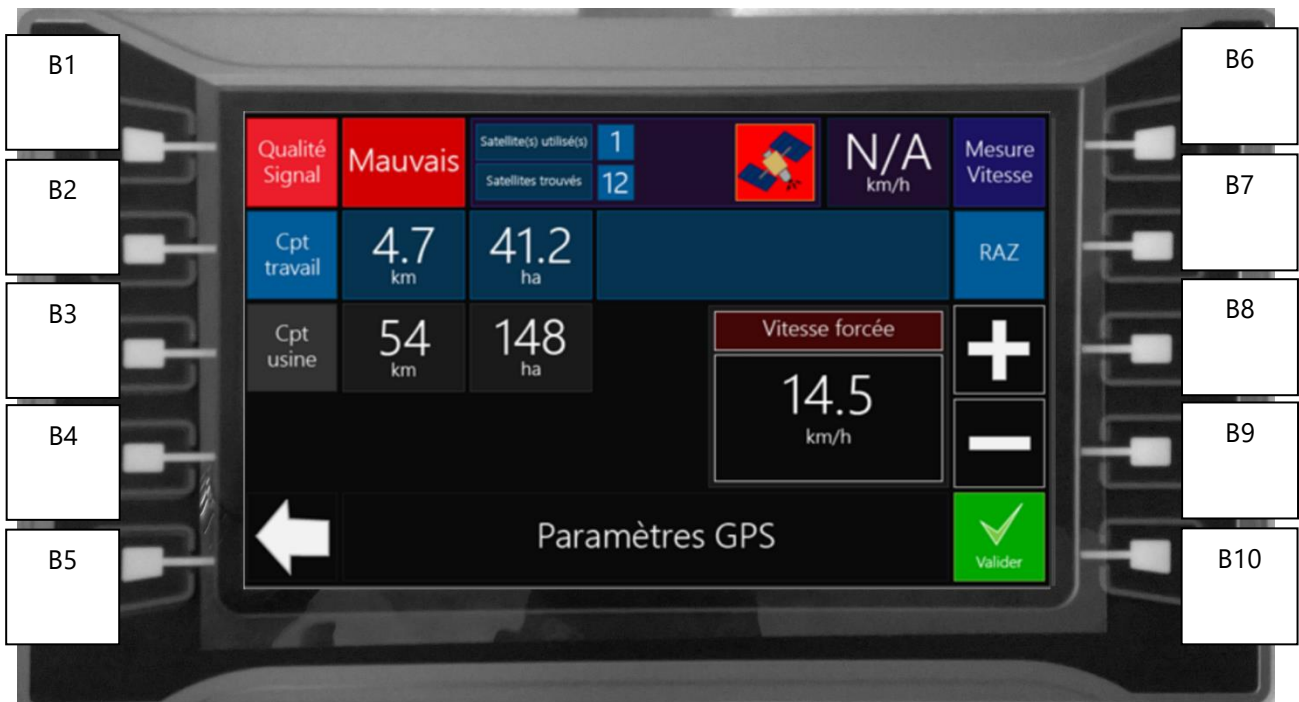 B1
B6
Qualité
Signal
Mauvais
Satellite(s) utilisé(s)
1
Satellites trouvés
12
N/A
km/h
Mesure
Vitesse
B2
B7
Cpt
travail
4.7
km
41.2
ha
RAZ
B3
B8
Cpt
usine
54
km
148
ha
Vitesse forcée
14.5
km/h
B4
B9
Paramètres GPS
Valider
B5
B10